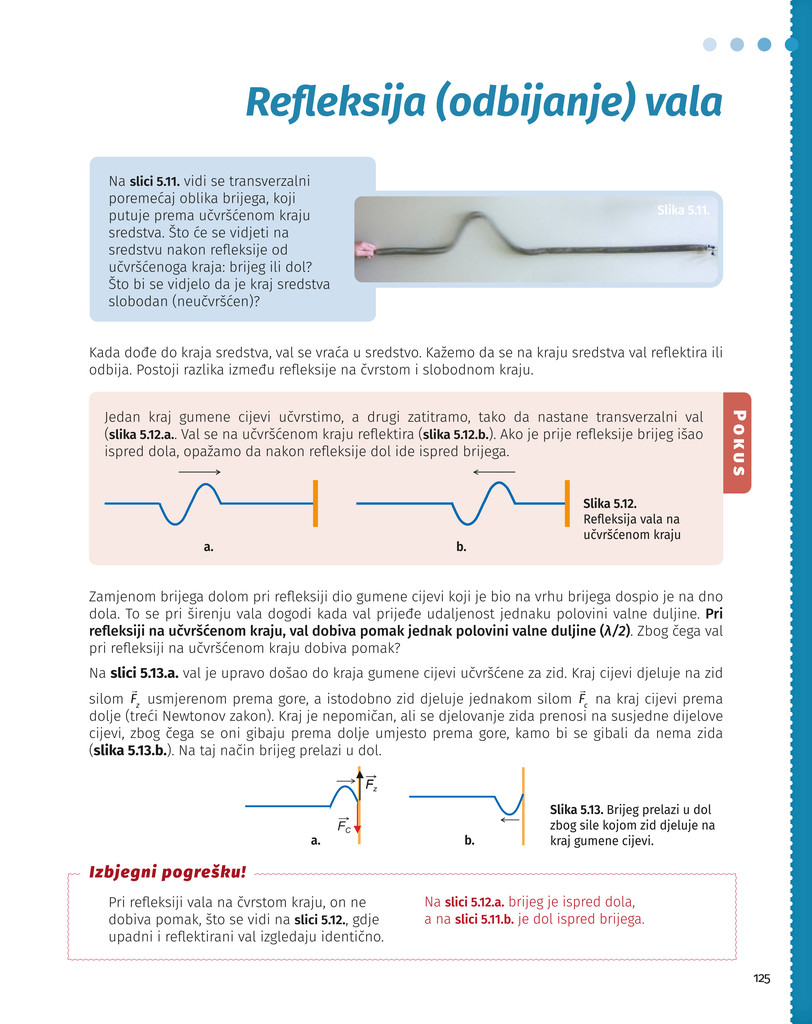 Refleksija (odbijanje) vala
Na slici 5.11. vidi se transverzalni
poremećaj oblika brijega, koji
putuje prema učvršćenom kraju
sredstva. Što će se vidjeti na
sredstvu nakon refleksije od
učvršćenoga kraja: brijeg ili dol?
Što bi se vidjelo da je kraj sredstva
slobodan (neučvršćen)?
Slika 5.11.
Kada dođe do kraja sredstva, val se vraća u sredstvo. Kažemo da se na kraju sredstva val reflektira ili
odbija. Postoji razlika između refleksije na čvrstom i slobodnom kraju.
POKUS
Jedan kraj gumene cijevi učvrstimo, a drugi zatitramo, tako da nastane transverzalni val
(slika 5.12.a.. Val se na učvršćenom kraju reflektira (slika 5.12.b.). Ako je prije refleksije brijeg išao
ispred dola, opažamo da nakon refleksije dol ide ispred brijega.
a.
b.
Slika 5.12.
Refleksija vala na
učvršćenom kraju
Zamjenom brijega dolom pri refleksiji dio gumene cijevi koji je bio na vrhu brijega dospio je na dno
dola. To se pri širenju vala dogodi kada val prijeđe udaljenost jednaku polovini valne duljine. Pri
refleksiji na učvršćenom kraju, val dobiva pomak jednak polovini valne duljine (λ/2). Zbog čega val
pri refleksiji na učvršćenom kraju dobiva pomak?
Na slici 5.13.a. val je upravo došao do kraja gumene cijevi učvršćene za zid. Kraj cijevi djeluje na zid
silom F⃗z usmjerenom prema gore, a istodobno zid djeluje jednakom silom F⃗c na kraj cijevi prema
dolje (treći Newtonov zakon). Kraj je nepomičan, ali se djelovanje zida prenosi na susjedne dijelove
cijevi, zbog čega se oni gibaju prema dolje umjesto prema gore, kamo bi se gibali da nema zida
(slika 5.13.b.). Na taj način brijeg prelazi u dol.
F⃗z
F⃗C
a.
b.
Slika 5.13. Brijeg prelazi u dol
zbog sile kojom zid djeluje na
kraj gumene cijevi.
Izbjegni pogrešku!
Pri refleksiji vala na čvrstom kraju, on ne
dobiva pomak, što se vidi na slici 5.12., gdje
upadni i reflektirani val izgledaju identično.
Na slici 5.12.a. brijeg je ispred dola,
a na slici 5.11.b. je dol ispred brijega.
125